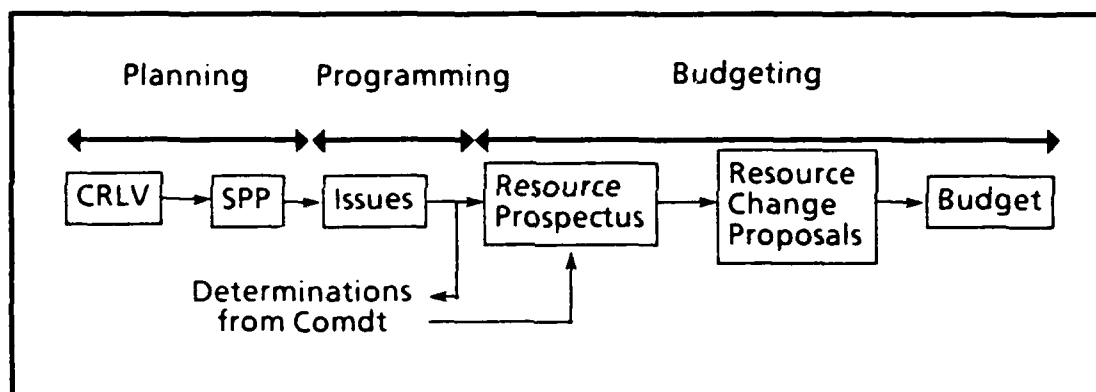 Planning Programming Budgeting
CRLV SPP Issues Resource Prospectus Resource Change Proposals Budget
Determinations
from Comdt